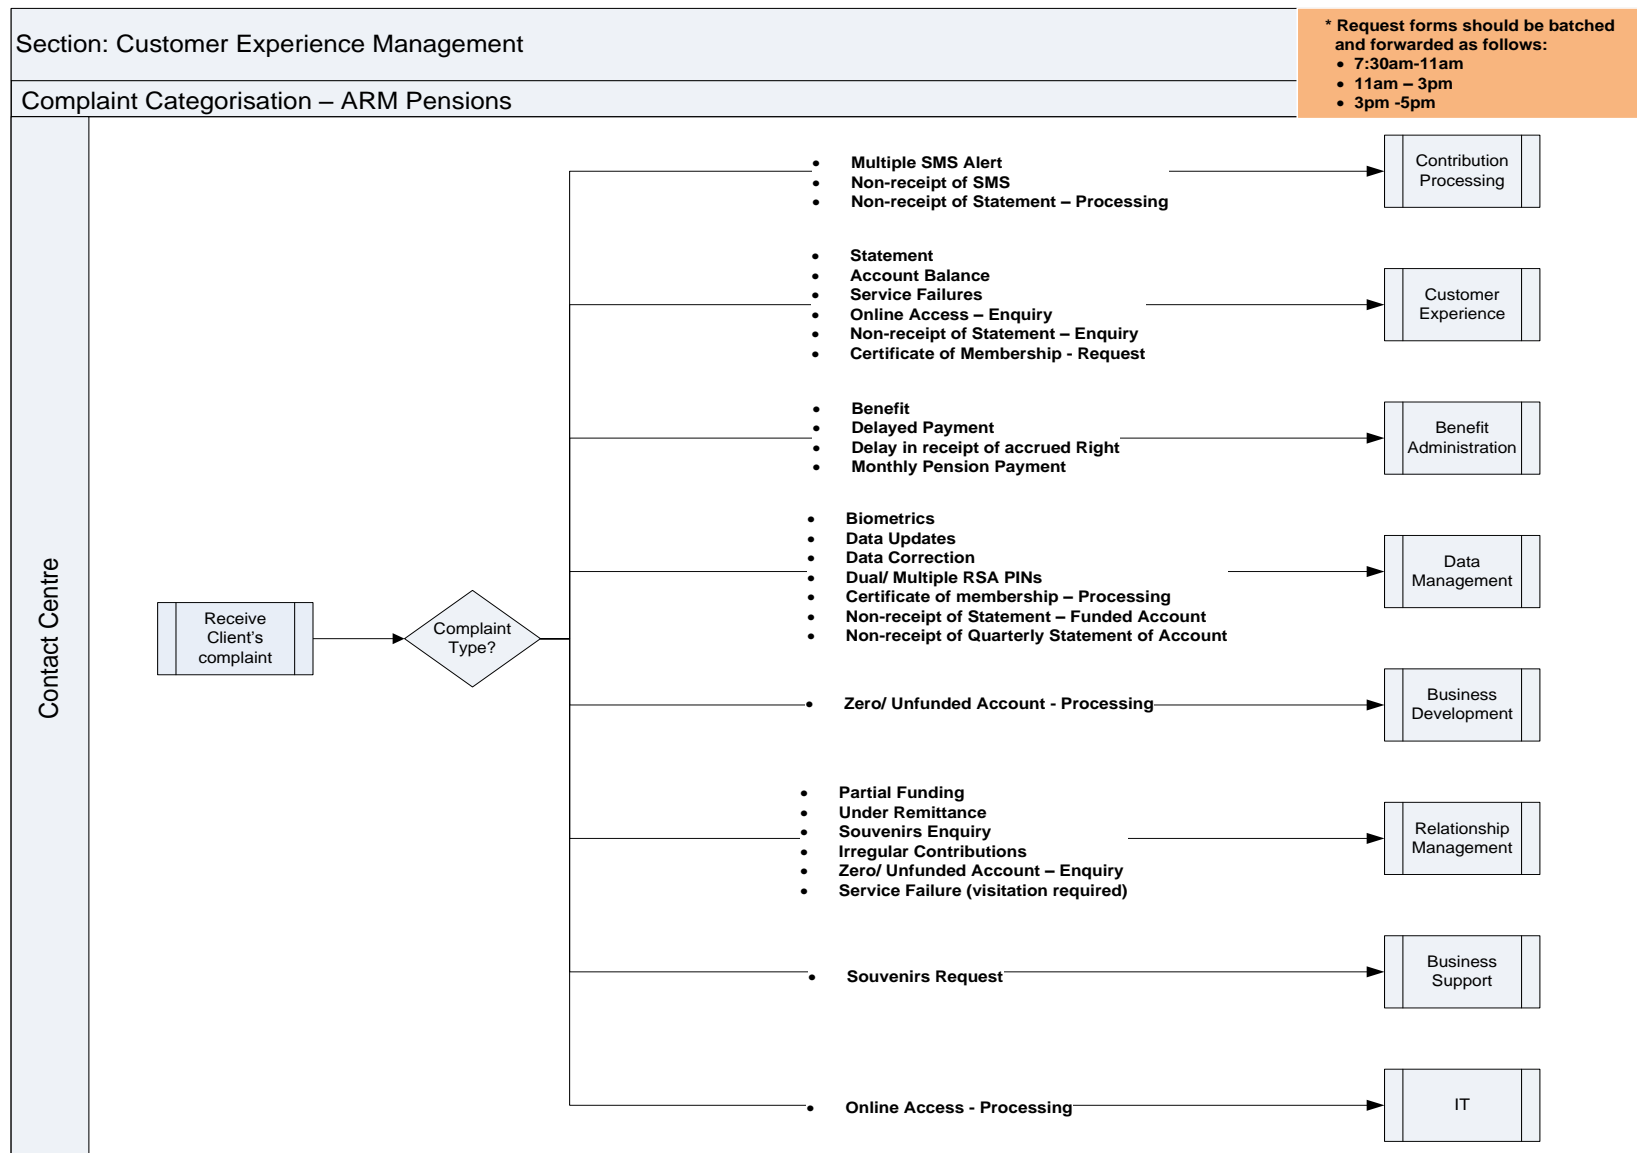 Section: Customer Experience Management
* Request forms should be batched
and forwarded as follows:
• 7:30am-11am
• 11am – 3pm
• 3pm -5pm
Complaint Categorisation – ARM Pensions
Contact Centre
Receive
Client's
complaint
Complaint
Type?
• Multiple SMS Alert
• Non-receipt of SMS
• Non-receipt of Statement – Processing
Contribution
Processing
• Statement
• Account Balance
• Service Failures
• Online Access – Enquiry
• Non-receipt of Statement – Enquiry
• Certificate of Membership - Request
Customer
Experience
• Benefit
• Delayed Payment
• Delay in receipt of accrued Right
• Monthly Pension Payment
Benefit
Administration
• Biometrics
• Data Updates
• Data Correction
• Dual/ Multiple RSA PINs
• Certificate of membership – Processing
• Non-receipt of Statement – Funded Account
• Non-receipt of Quarterly Statement of Account
Data
Management
• Zero/ Unfunded Account - Processing
Business
Development
• Partial Funding
• Under Remittance
• Souvenirs Enquiry
• Irregular Contributions
• Zero/ Unfunded Account – Enquiry
• Service Failure (visitation required)
Relationship
Management
• Souvenirs Request
Business
Support
• Online Access - Processing
IT